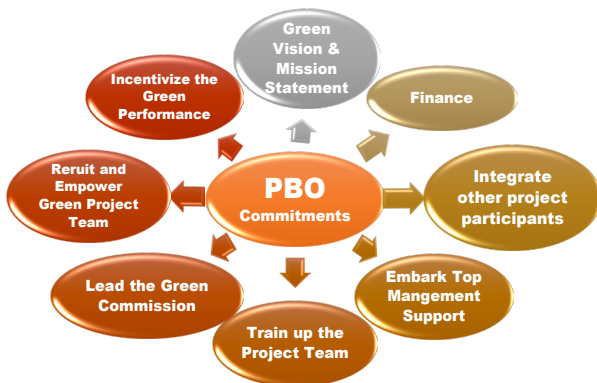 Green
Vision &
Mission
Statement
Finance
Integrate
other project
participants
Embark Top
Mangement
Support
Train up the
Project Team
Lead the Green
Commission
Reruit and
Empower
Green Project
Team
Incentivize the
Green
Performance
PBO
Commitments